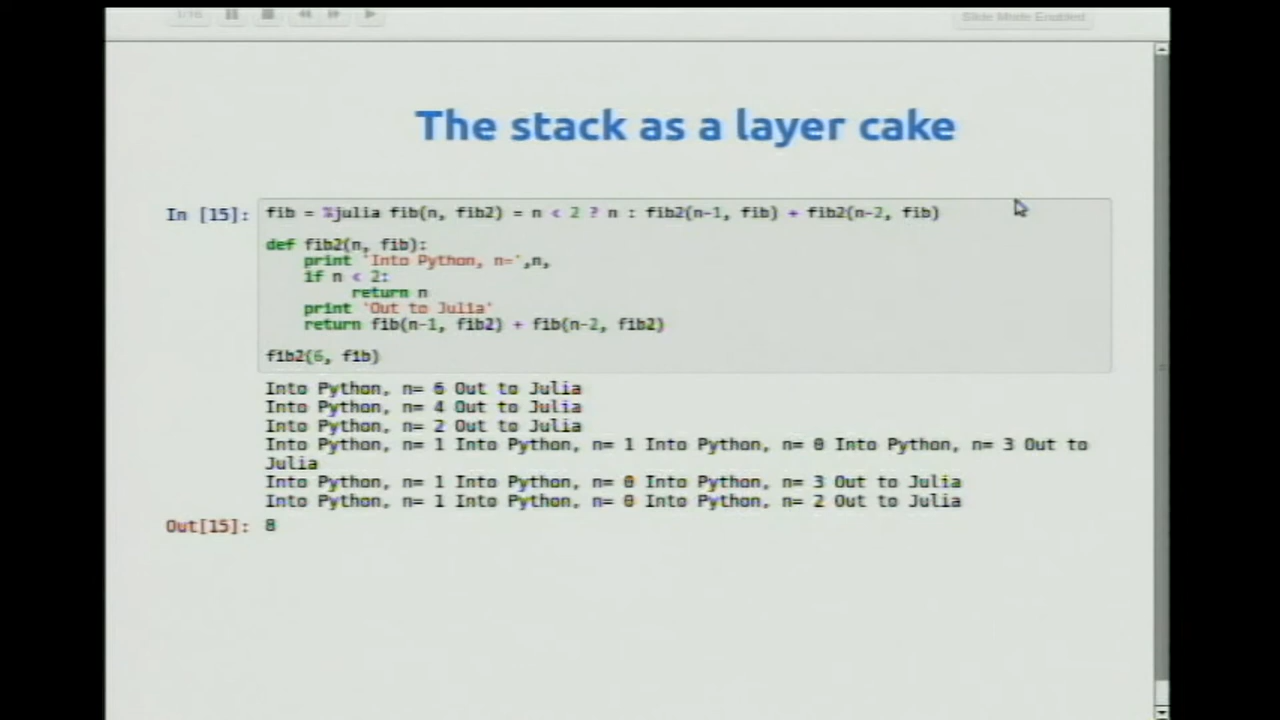 1/16
Slide Mode Enabled
The stack as a layer cake
In [15]: fib = %julia fib(n, fib2) = n < 2 ? n : fib2(n-1, fib) + fib2(n-2, fib)
def fib2(n, fib):
print 'Into Python, n=',n,
if n < 2:
return n
print 'Out to Julia'
return fib(n-1, fib2) + fib(n-2, fib2)
fib2(6, fib)
Into Python, n= 6 Out to Julia
Into Python, n= 4 Out to Julia
Into Python, n= 2 Out to Julia
Into Python, n= 1 Into Python, n= 1 Into Python, n= 0 Into Python, n= 3 Out to
Julia
Into Python, n= 1 Into Python, n= 0 Into Python, n= 3 Out to Julia
Into Python, n= 1 Into Python, n= 0 Into Python, n= 2 Out to Julia
Out[15]: 8